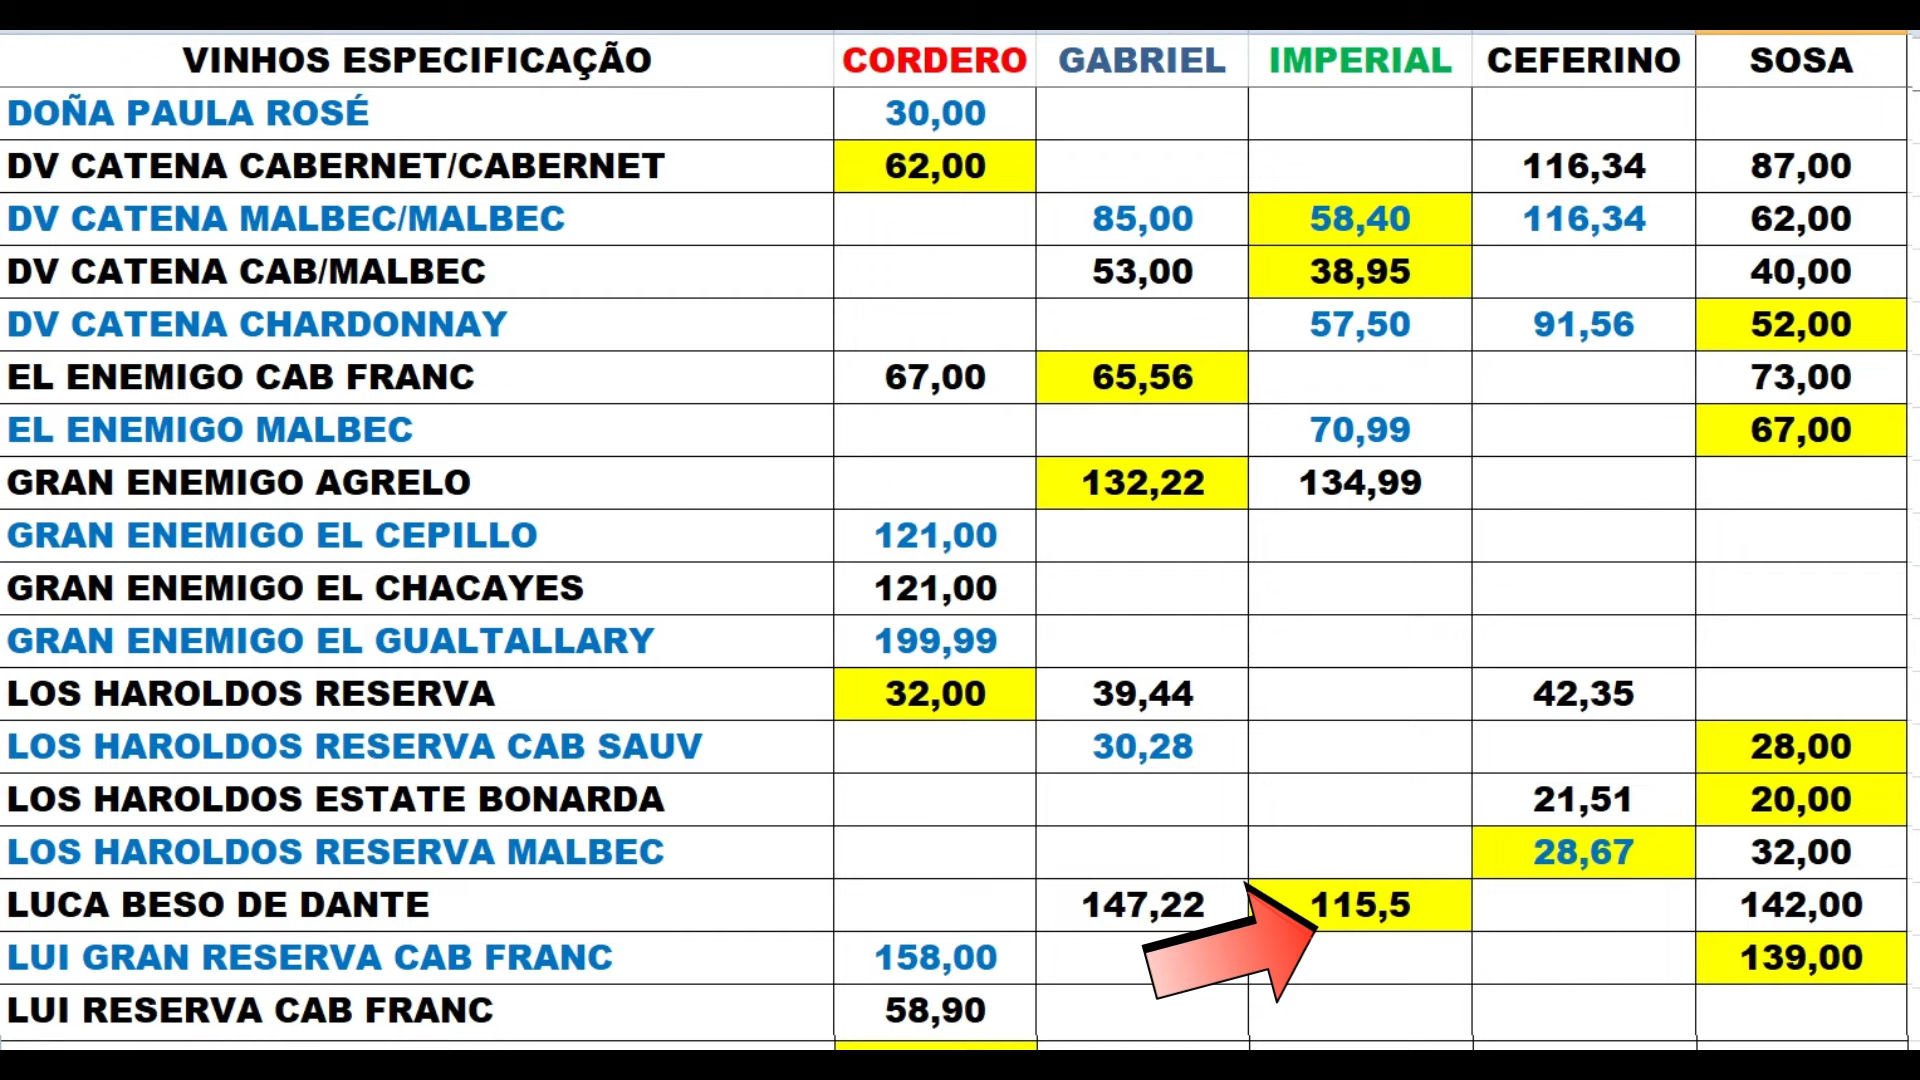 VINHOS ESPECIFICAÇÃO CORDERO GABRIEL IMPERIAL CEFERINO SOSA
DOÑA PAULA ROSÉ 30,00
DV CATENA CABERNET/CABERNET 62,00 116,34 87,00
DV CATENA MALBEC/MALBEC 85,00 58,40 116,34 62,00
DV CATENA CAB/MALBEC 53,00 38,95 40,00
DV CATENA CHARDONNAY 57,50 91,56 52,00
EL ENEMIGO CAB FRANC 67,00 65,56 73,00
EL ENEMIGO MALBEC 70,99 67,00
GRAN ENEMIGO AGRELO 132,22 134,99
GRAN ENEMIGO EL CEPILLO 121,00
GRAN ENEMIGO EL CHACAYES 121,00
GRAN ENEMIGO EL GUALTALLARY 199,99
LOS HAROLDOS RESERVA 32,00 39,44 42,35
LOS HAROLDOS RESERVA CAB SAUV 30,28 28,00
LOS HAROLDOS ESTATE BONARDA 21,51 20,00
LOS HAROLDOS RESERVA MALBEC 28,67 32,00
LUCA BESO DE DANTE 147,22 115,5 142,00
LUI GRAN RESERVA CAB FRANC 158,00 139,00
LUI RESERVA CAB FRANC 58,90